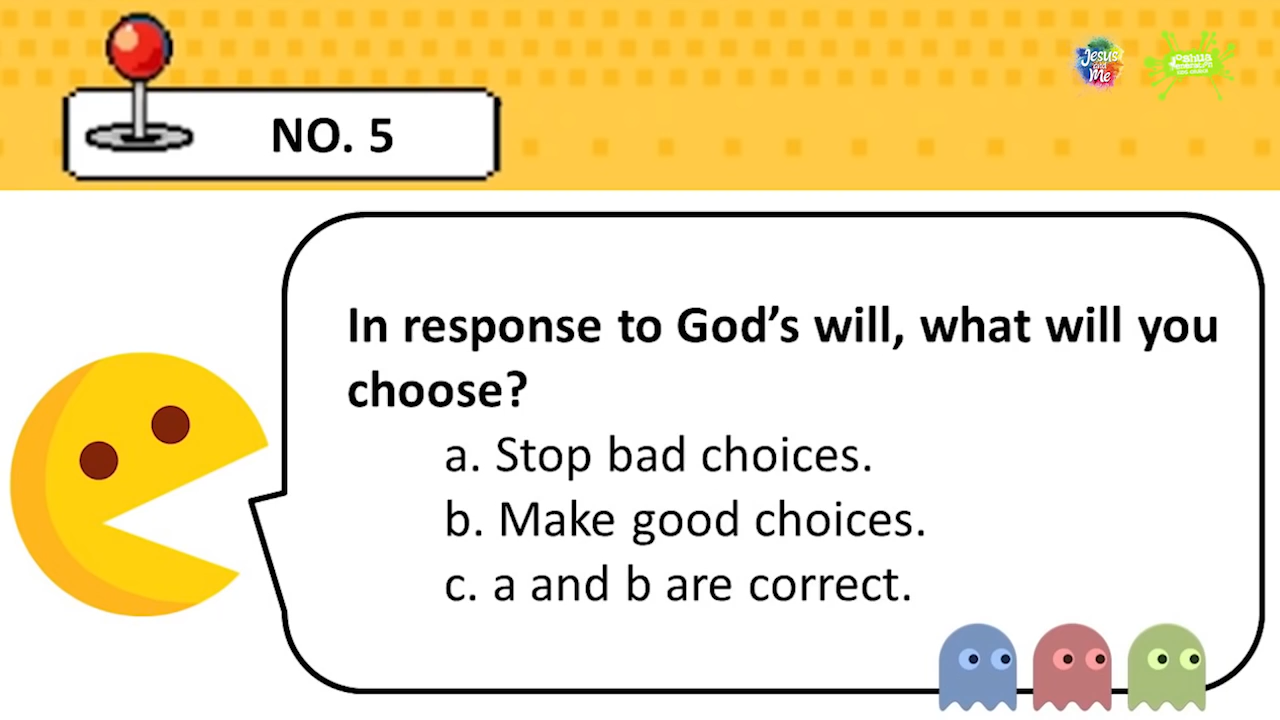 Jesus
and
Me
NO. 5
In response to God’s will, what will you
choose?
a. Stop bad choices.
b. Make good choices.
c. a and b are correct.